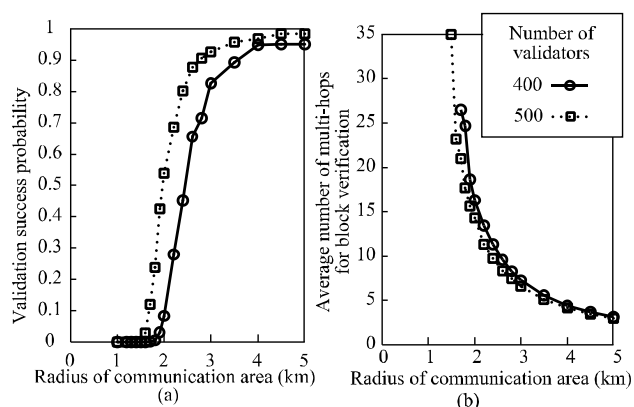 Validation success probability
1
0.9
0.8
0.7
0.6
0.5
0.4
0.3
0.2
0.1
0
0 1 2 3 4 5
Radius of communication area (km)
(a)
Average number of multi-hops
for block verification
35
30
25
20
15
10
5
0
0 1 2 3 4 5
Radius of communication area (km)
(b)
Number of
validators
400
500